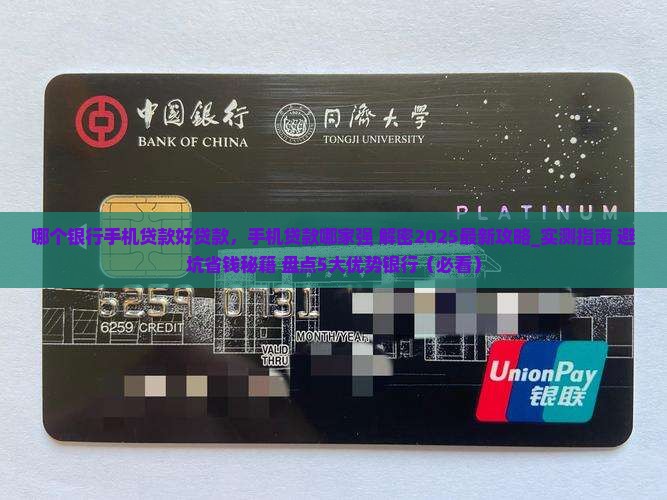 中國銀行
BANK OF CHINA
同濟大學
TONGJI UNIVERSITY
PLATINUM
哪个银行手机贷款好贷款，手机贷款哪家强 解密2025最新攻略_实测指南 避
坑省钱秘籍 盘点5大优势银行（必看）
6259 0731
6259 CREDIT
MONTH/YEAR
VALID
THRU
UnionPay
银联